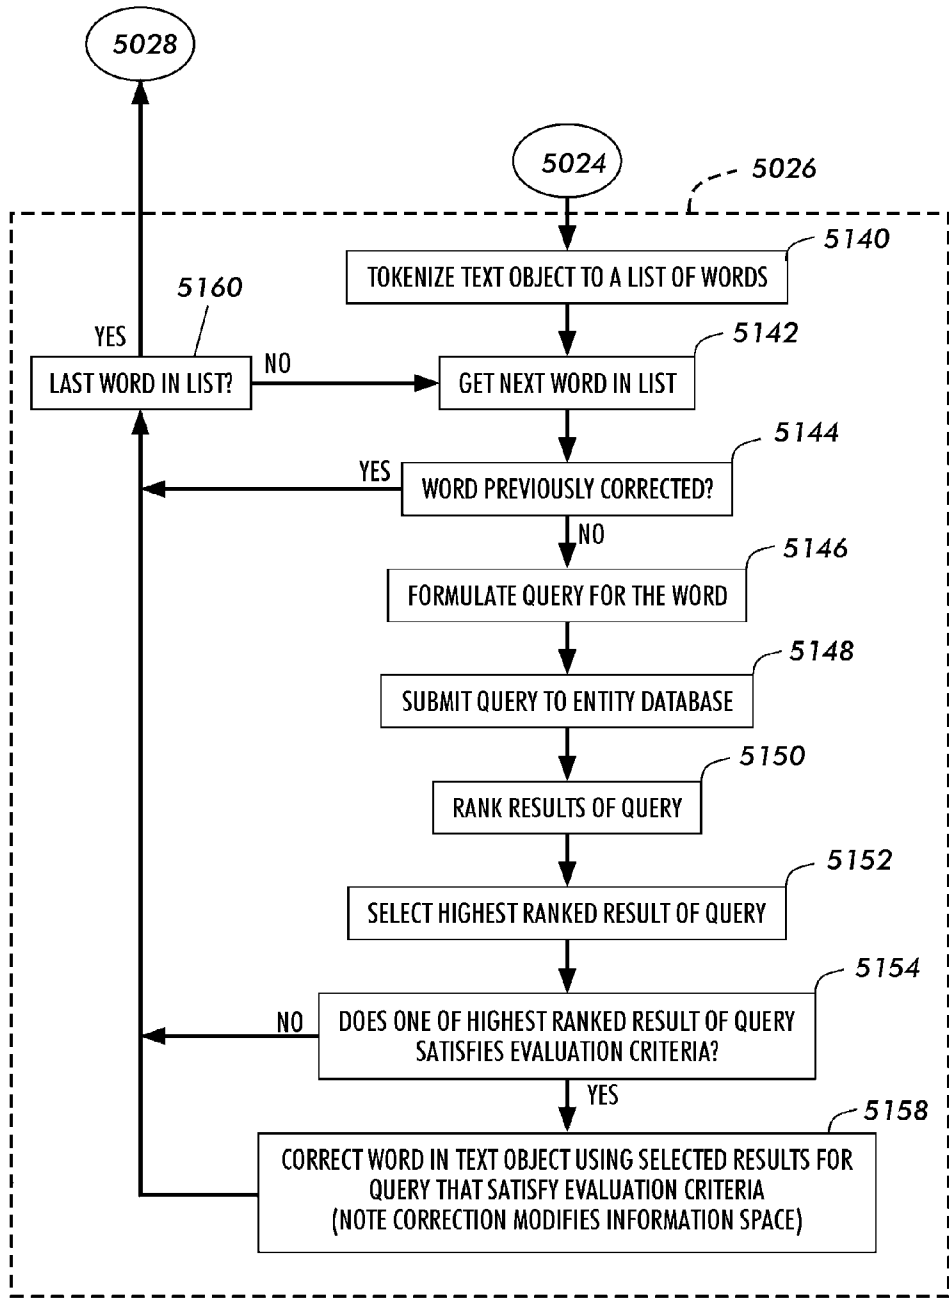 5028
5024
5026
5140
TOKENIZE TEXT OBJECT TO A LIST OF WORDS
5160
YES
5142
LAST WORD IN LIST?
NO
GET NEXT WORD IN LIST
5144
YES
WORD PREVIOUSLY CORRECTED?
NO
5146
FORMULATE QUERY FOR THE WORD
5148
SUBMIT QUERY TO ENTITY DATABASE
5150
RANK RESULTS OF QUERY
5152
SELECT HIGHEST RANKED RESULT OF QUERY
5154
NO
DOES ONE OF HIGHEST RANKED RESULT OF QUERY
SATISFIES EVALUATION CRITERIA?
YES
5158
CORRECT WORD IN TEXT OBJECT USING SELECTED RESULTS FOR
QUERY THAT SATISFY EVALUATION CRITERIA
(NOTE CORRECTION MODIFIES INFORMATION SPACE)